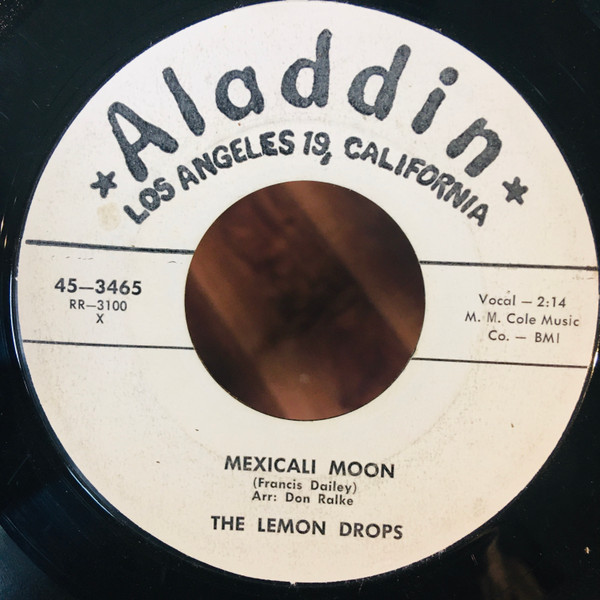 Aladdin
LOS ANGELES 19, CALIFORNIA
45—3465
RR—3100
X
Vocal — 2:14
M. M. Cole Music
Co. — BMI
MEXICALI MOON
(Francis Dailey)
Arr: Don Ralke
THE LEMON DROPS